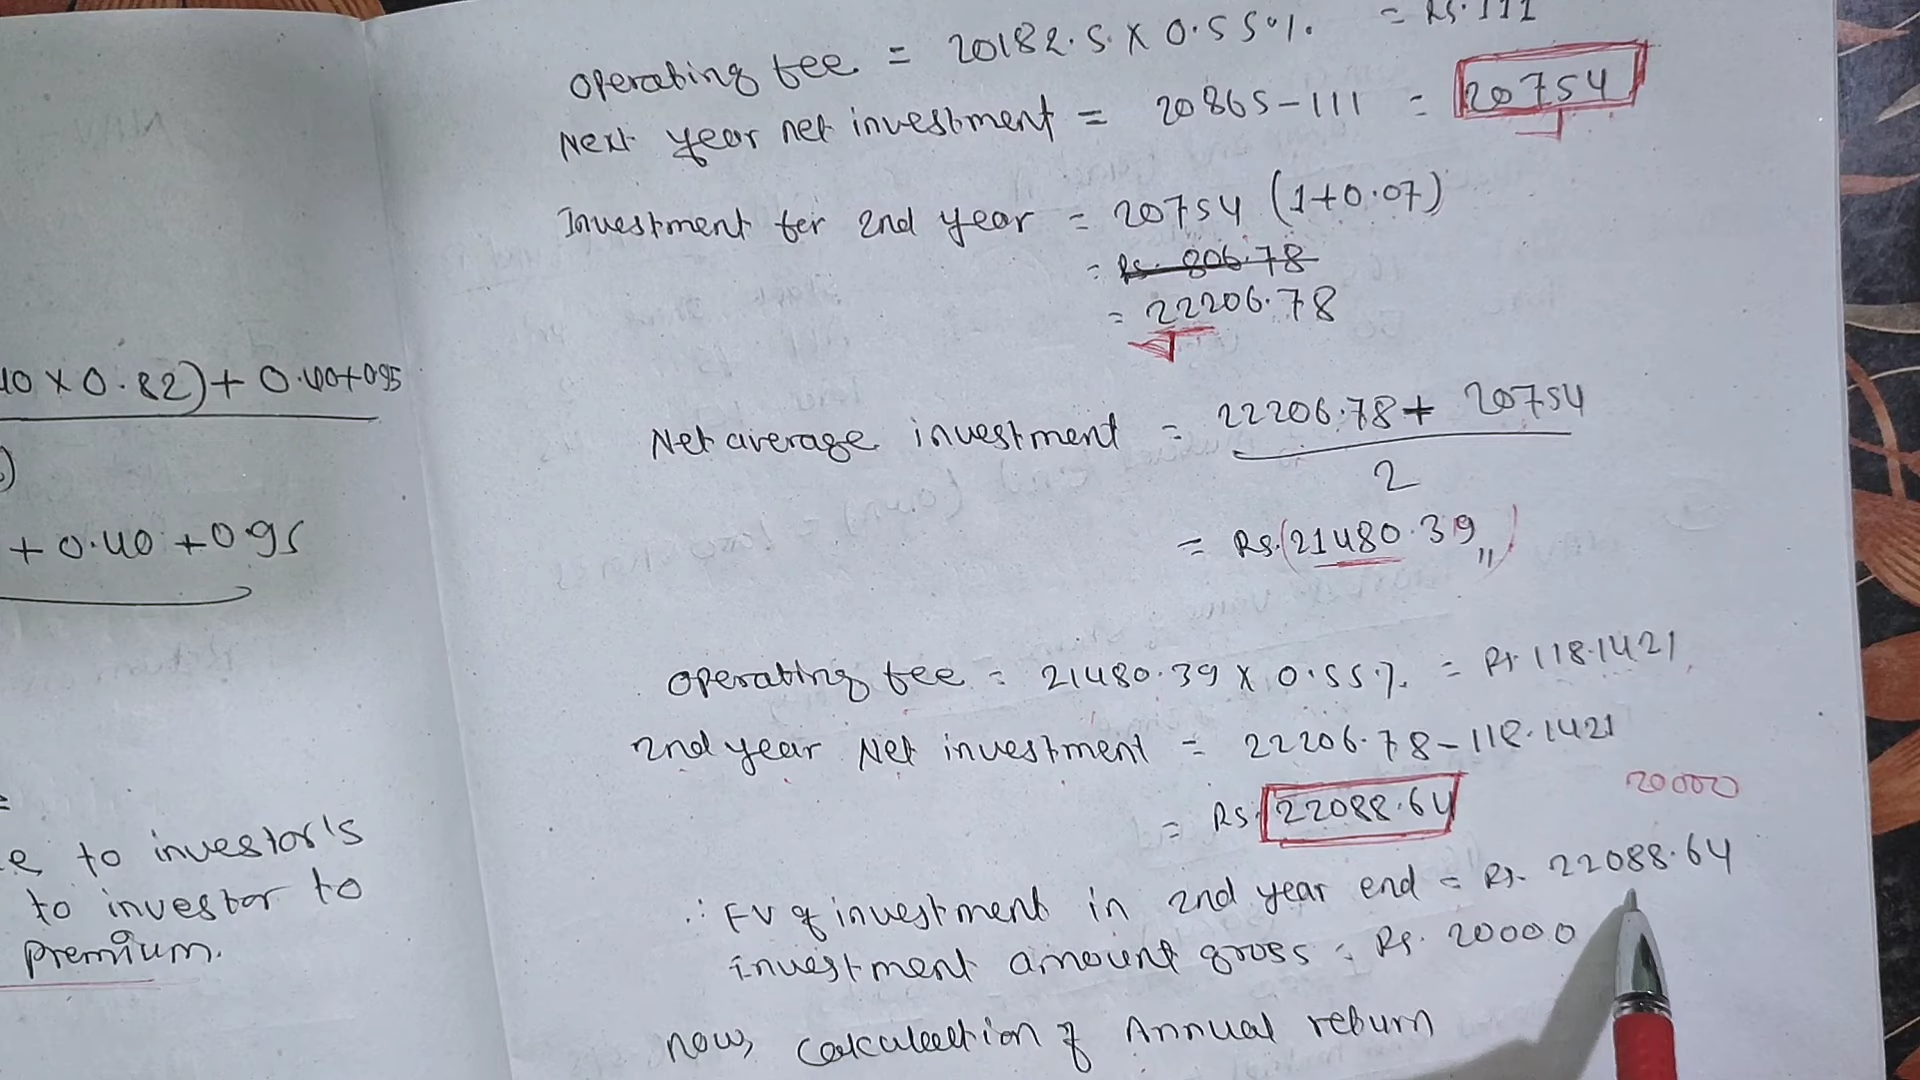 10 × 0.82) + 0.40+095
)
+ 0.40 + 095
=
e to investor's
to investor to
premium.
operating fee = 20182.5 × 0.55%. = Rs.111
Next year net investment = 20865 - 111 = 20754
Investment for 2nd year = 20754 (1+0.07)
= Rs. 806.78
= 22206.78
Net average investment = 22206.78 + 20754
2
= Rs.(21480.39,,)
operating fee = 21480.39 × 0.55%. = Rs. 118.1421
2nd year Net investment = 22206.78 - 118.1421
20000
= Rs. 22088.64
∴ FV of investment in 2nd year end = Rs. 22088.64
investment amount gross = Rs. 20000
now, calculation of Annual return